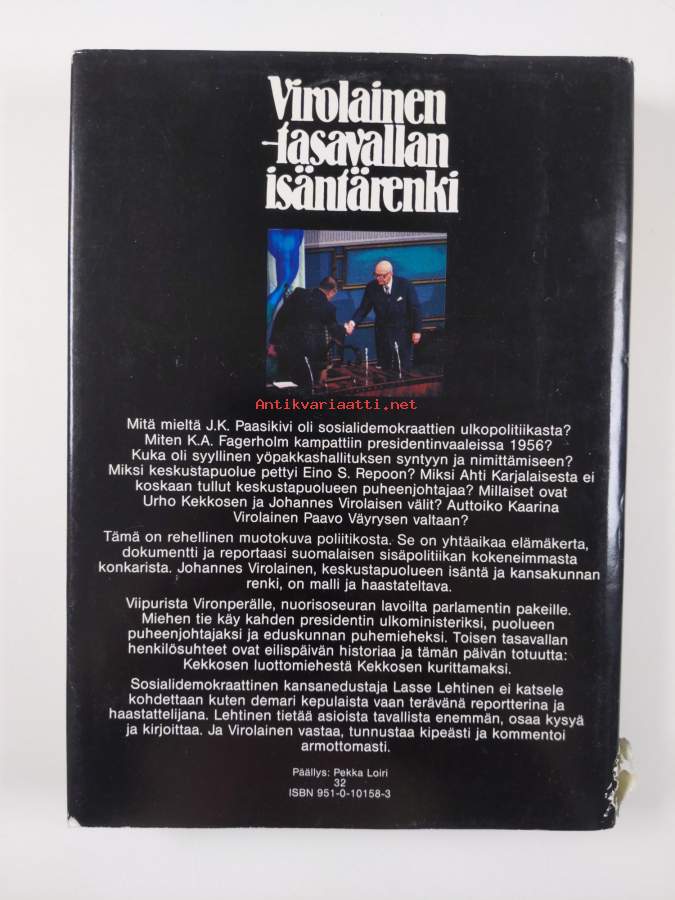 Virolainen
-tasavallan
isäntärenki
Antikvariaatti.net
Mitä mieltä J.K. Paasikivi oli sosialidemokraattien ulkopolitiikasta?
Miten K.A. Fagerholm kampattiin presidentinvaaleissa 1956?
Kuka oli syyllinen yöpakkashallituksen syntyyn ja nimittämiseen?
Miksi keskustapuolue pettyi Eino S. Repoon? Miksi Ahti Karjalaisesta ei
koskaan tullut keskustapuolueen puheenjohtajaa? Millaiset ovat
Urho Kekkosen ja Johannes Virolaisen välit? Auttoiko Kaarina
Virolainen Paavo Väyrysen valtaan?
Tämä on rehellinen muotokuva poliitikosta. Se on yhtäaikaa elämäkerta,
dokumentti ja reportaasi suomalaisen sisäpolitiikan kokeneimmasta
konkarista. Johannes Virolainen, keskustapuolueen isäntä ja kansakunnan
renki, on malli ja haastateltava.
Viipurista Vironperälle, nuorisoseuran lavoilta parlamentin pakeille.
Miehen tie käy kahden presidentin ulkoministeriksi, puolueen
puheenjohtajaksi ja eduskunnan puhemieheksi. Toisen tasavallan
henkilösuhteet ovat eilispäivän historiaa ja tämän päivän totuutta:
Kekkosen luottomiehestä Kekkosen kurittamaksi.
Sosialidemokraattinen kansanedustaja Lasse Lehtinen ei katsele
kohdettaan kuten demari kepulaista vaan terävänä reportterina ja
haastattelijana. Lehtinen tietää asioista tavallista enemmän, osaa kysyä
ja kirjoittaa. Ja Virolainen vastaa, tunnustaa kipeästi ja kommentoi
armottomasti.
Päällys: Pekka Loiri
32
ISBN 951-0-10158-3